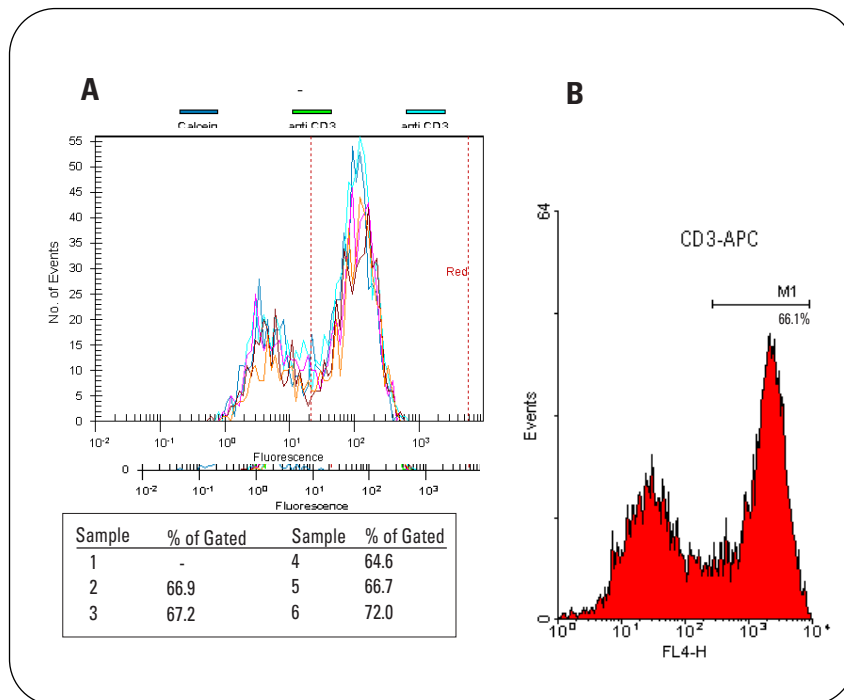 A
-
Calcein
anti CD3
anti CD3
55
50
45
40
35
30
25
20
15
10
5
0
No. of Events
Red
10-2 10-1 100 101 102 103
Fluorescence
0
10-2 10-1 100 101 102 103
Fluorescence
Sample % of Gated Sample % of Gated
1 - 4 64.6
2 66.9 5 66.7
3 67.2 6 72.0
B
64
CD3-APC
M1
66.1%
Events
0
100 101 102 103 104
FL4-H